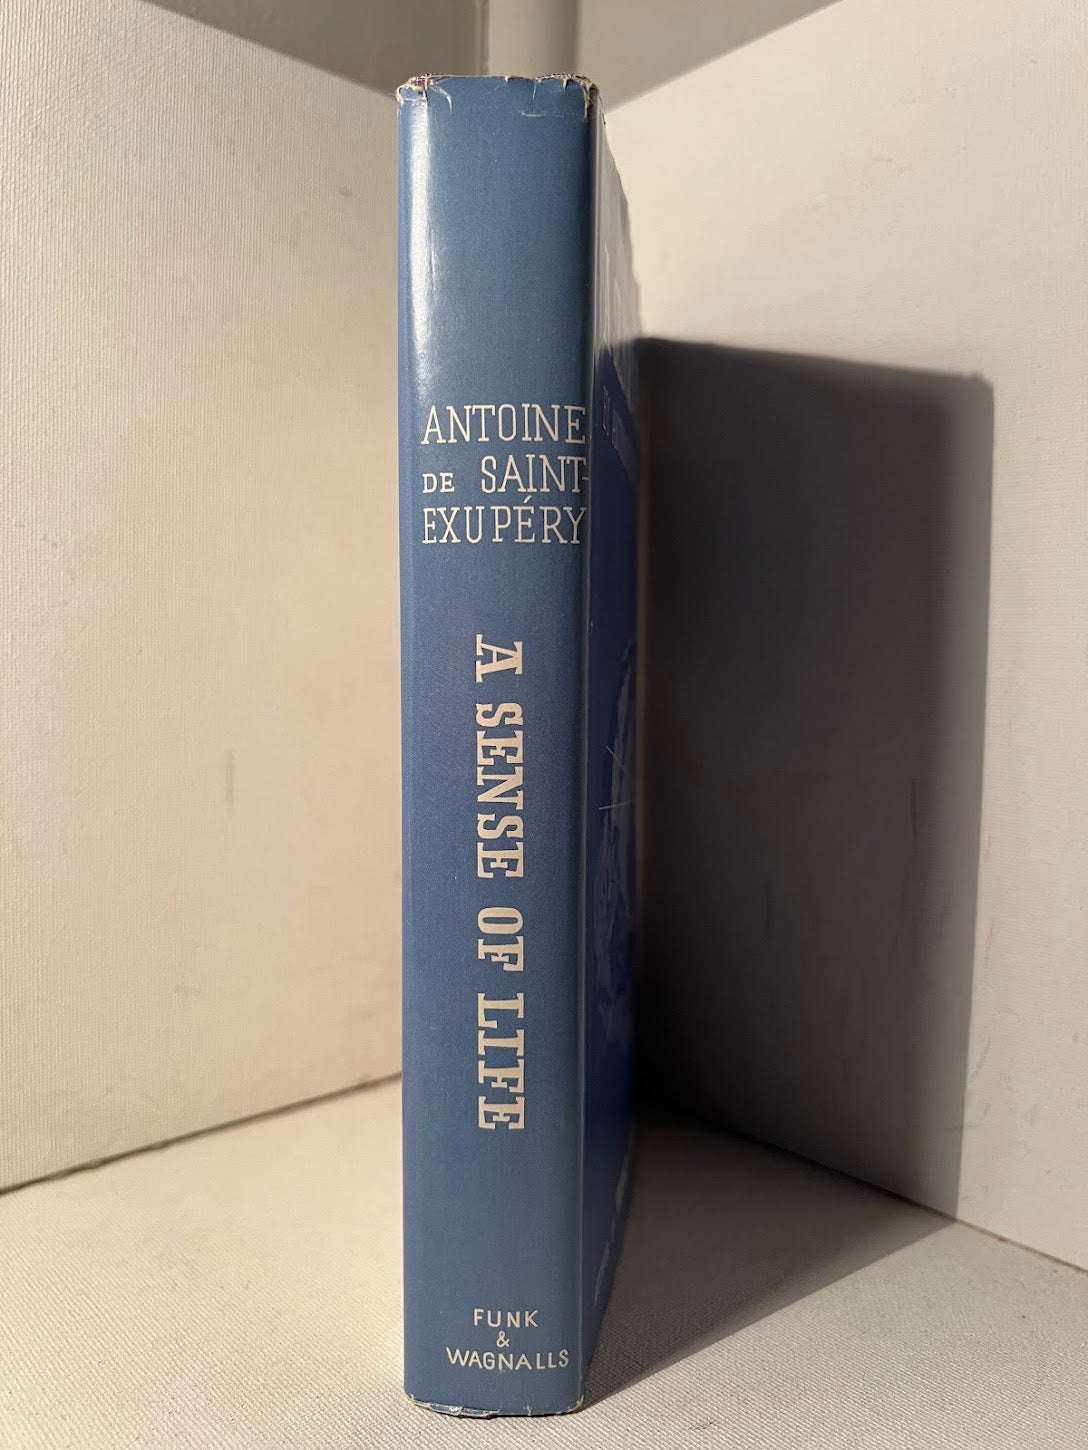 ANTOINE
DE SAINT-
EXUPÉRY
A SENSE OF LIFE
FUNK
&
WAGNALLS